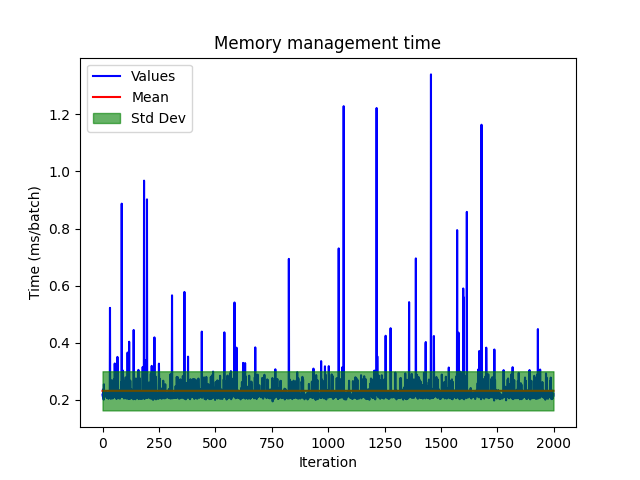 Memory management time
Values
Mean
Std Dev
Time (ms/batch)
1.2
1.0
0.8
0.6
0.4
0.2
0 250 500 750 1000 1250 1500 1750 2000
Iteration